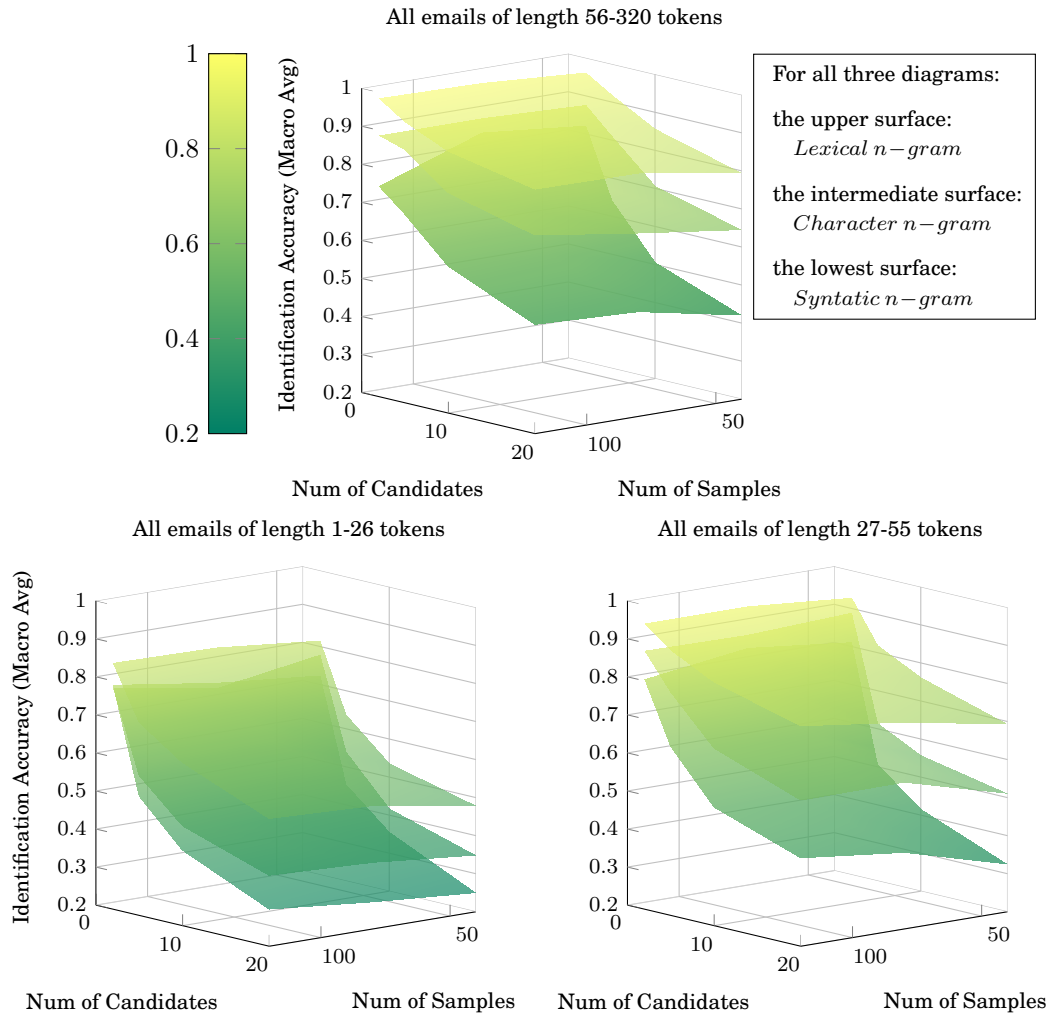 All emails of length 56-320 tokens
1
0.8
0.6
0.4
0.2
Identification Accuracy (Macro Avg)
1
0.9
0.8
0.7
0.6
0.5
0.4
0.3
0.2
0
10
20
100
50
Num of Candidates
Num of Samples
For all three diagrams:
the upper surface:
Lexical n−gram
the intermediate surface:
Character n−gram
the lowest surface:
Syntatic n−gram
All emails of length 1-26 tokens
Identification Accuracy (Macro Avg)
1
0.9
0.8
0.7
0.6
0.5
0.4
0.3
0.2
0
10
20
100
50
Num of Candidates
Num of Samples
All emails of length 27-55 tokens
1
0.9
0.8
0.7
0.6
0.5
0.4
0.3
0.2
0
10
20
100
50
Num of Candidates
Num of Samples